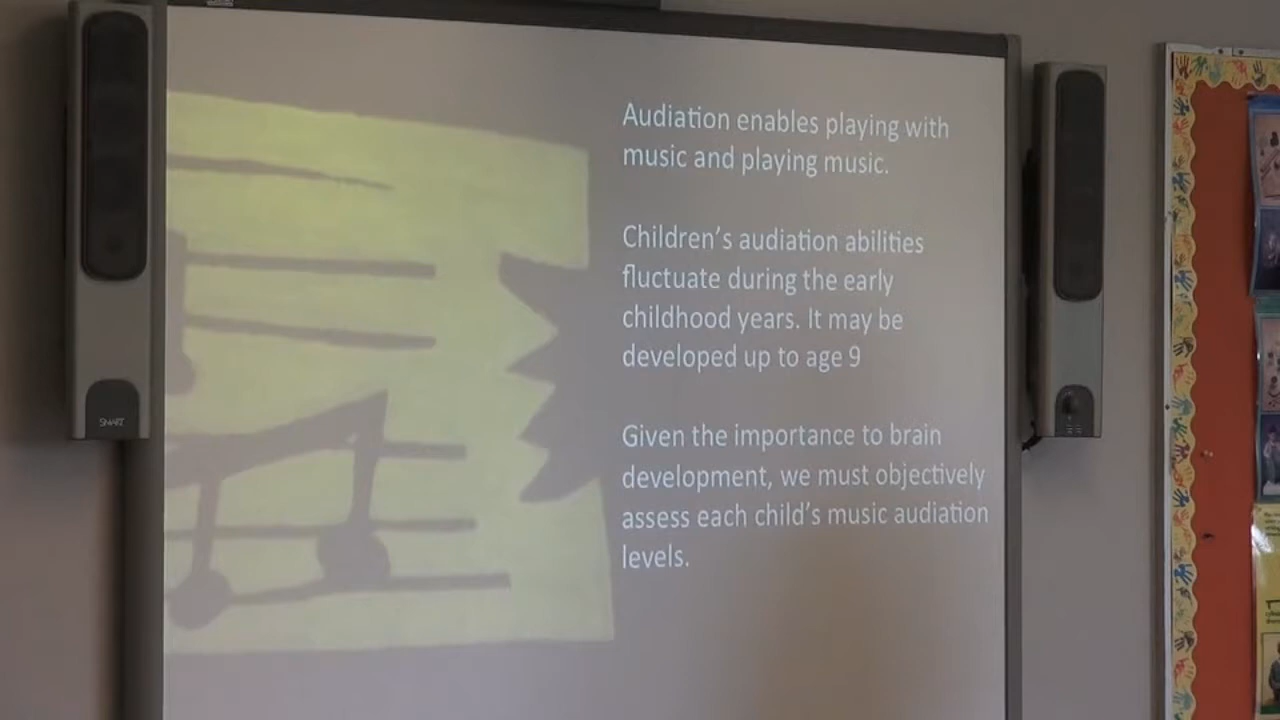 Audiation enables playing with
music and playing music.
Children's audiation abilities
fluctuate during the early
childhood years. It may be
developed up to age 9
Given the importance to brain
development, we must objectively
assess each child's music audiation
levels.
SMART